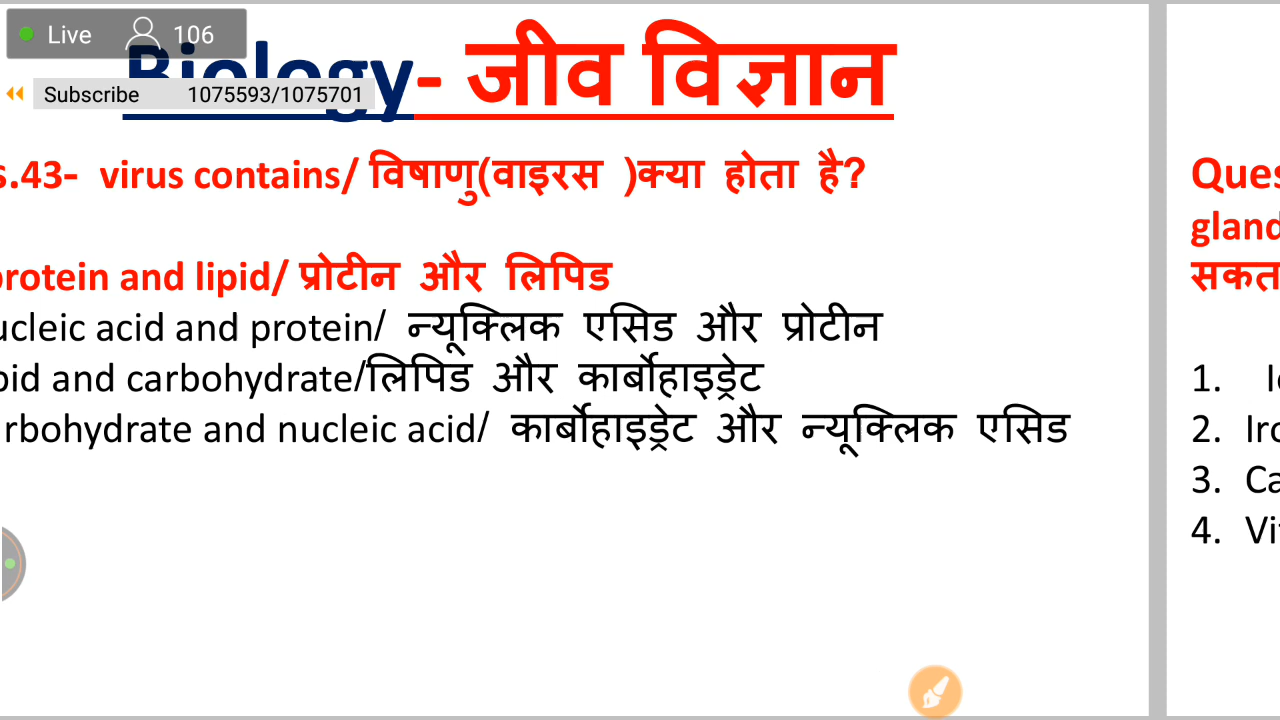 Live 106
Biology- जीव विज्ञान
Subscribe 1075593/1075701
s.43- virus contains/ विषाणु(वाइरस )क्या होता है?
protein and lipid/ प्रोटीन और लिपिड
ucleic acid and protein/ न्यूक्लिक एसिड और प्रोटीन
pid and carbohydrate/लिपिड और कार्बोहाइड्रेट
rbohydrate and nucleic acid/ कार्बोहाइड्रेट और न्यूक्लिक एसिड
Ques
gland
सकत
1.
2. Iro
3. Ca
4. Vi